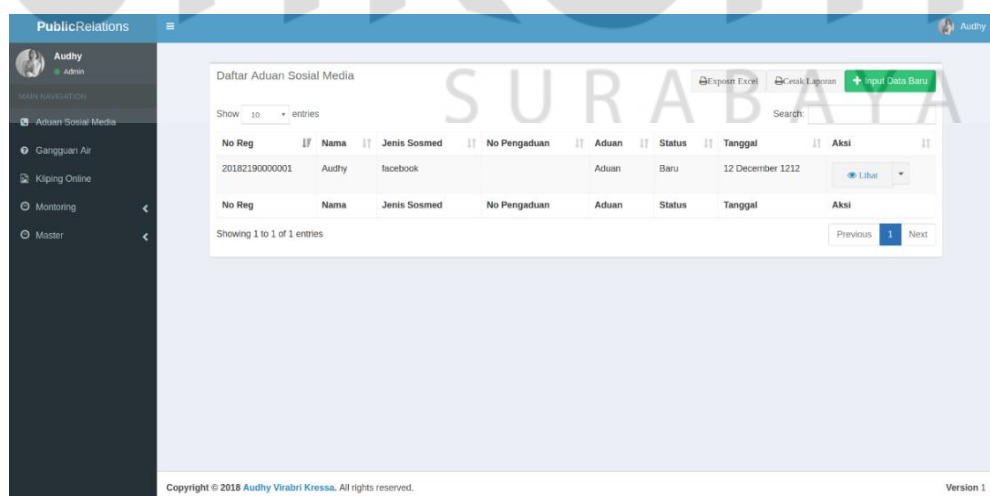 PublicRelations
Audhy
Audhy
Admin
MAIN NAVIGATION
Aduan Sosial Media
Gangguan Air
Kliping Online
Montoring
Master
SURABAYA
Daftar Aduan Sosial Media
Exposrt Excel Cetak Laporan Input Data Baru
Show 10 entries Search:
No Reg Nama Jenis Sosmed No Pengaduan Aduan Status Tanggal Aksi
20182190000001 Audhy facebook Aduan Baru 12 December 1212 Lihat
No Reg Nama Jenis Sosmed No Pengaduan Aduan Status Tanggal Aksi
Showing 1 to 1 of 1 entries Previous 1 Next
Copyright © 2018 Audhy Virabri Kressa. All rights reserved. Version 1